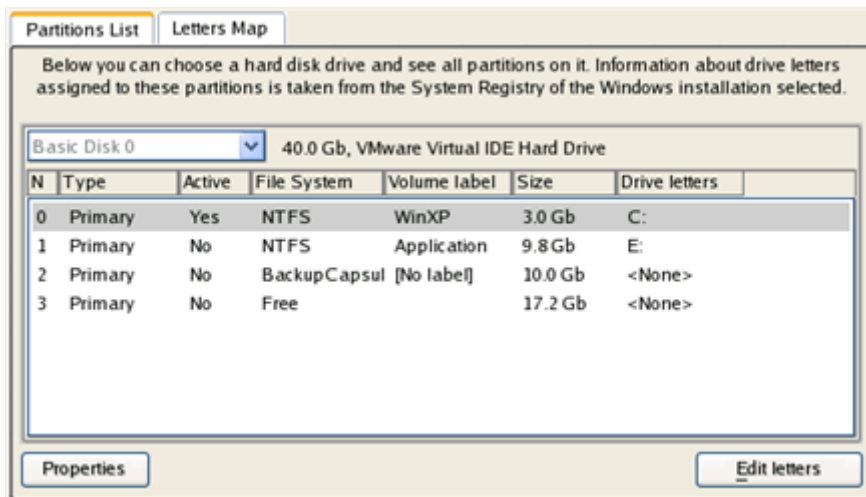 Partitions List Letters Map
Below you can choose a hard disk drive and see all partitions on it. Information about drive letters
assigned to these partitions is taken from the System Registry of the Windows installation selected.
Basic Disk 0 40.0 Gb, VMware Virtual IDE Hard Drive
N Type Active File System Volume label Size Drive letters
0 Primary Yes NTFS WinXP 3.0 Gb C:
1 Primary No NTFS Application 9.8 Gb E:
2 Primary No BackupCapsul [No label] 10.0 Gb <None>
3 Primary No Free 17.2 Gb <None>
Properties Edit letters